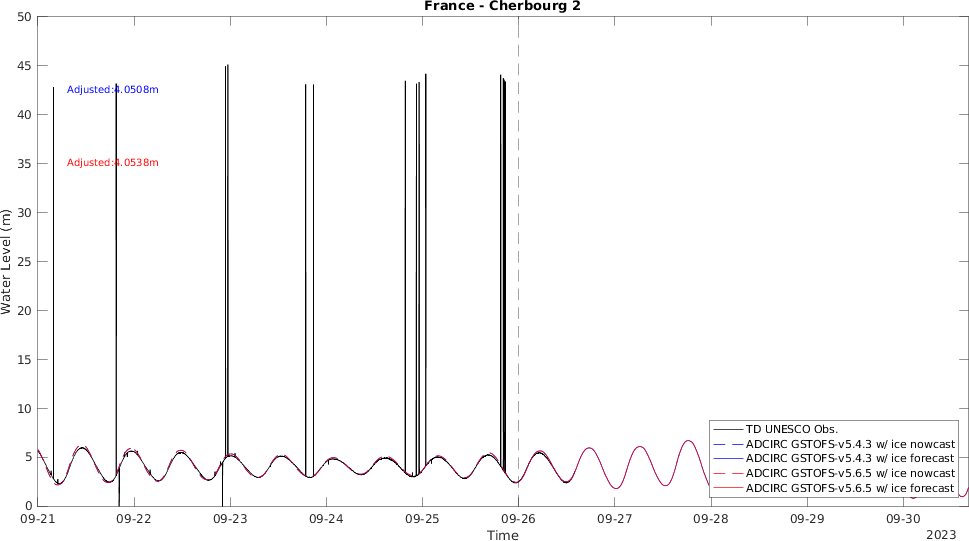 France - Cherbourg 2
50
45
40
35
30
25
20
15
10
5
0
Water Level (m)
Adjusted:4.0508m
Adjusted:4.0538m
TD UNESCO Obs.
ADCIRC GSTOFS-v5.4.3 w/ ice nowcast
ADCIRC GSTOFS-v5.4.3 w/ ice forecast
ADCIRC GSTOFS-v5.6.5 w/ ice nowcast
ADCIRC GSTOFS-v5.6.5 w/ ice forecast
09-21 09-22 09-23 09-24 09-25 09-26 09-27 09-28 09-29 09-30
Time
2023